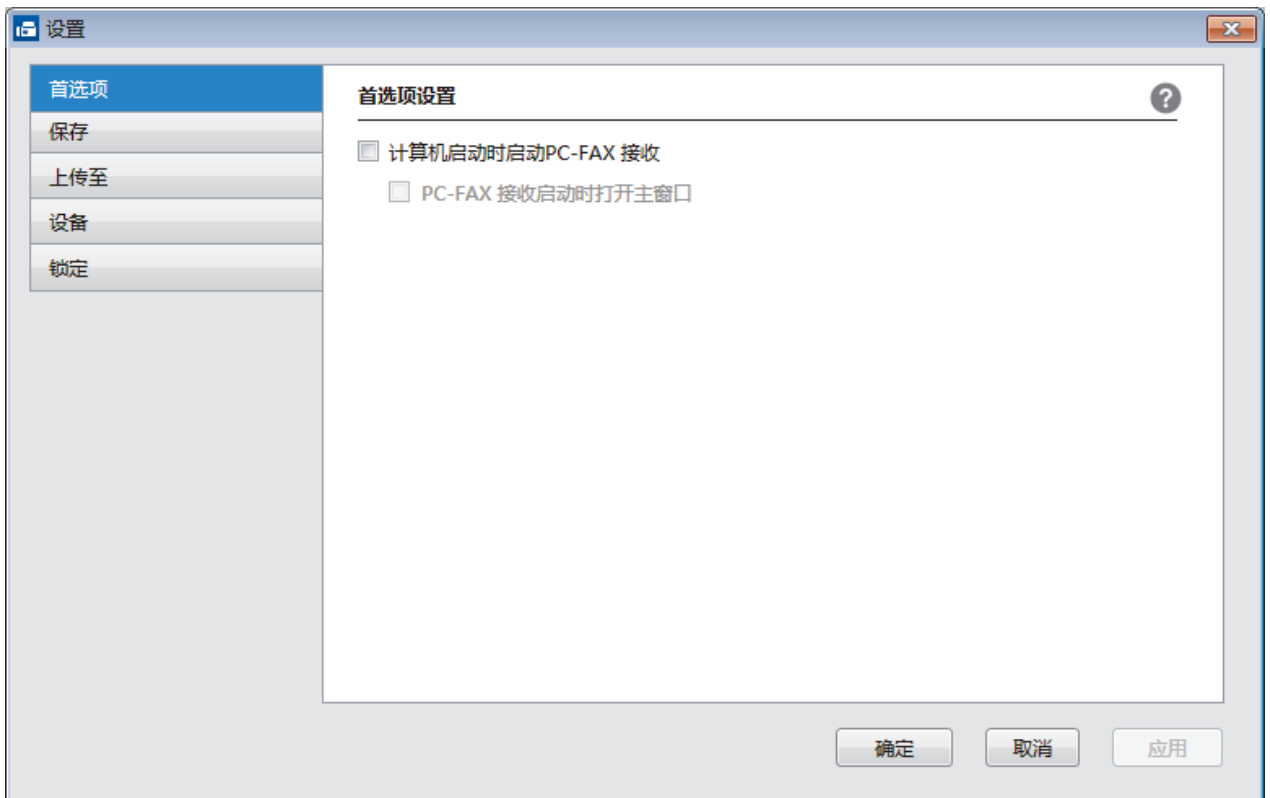 设置
首选项
保存
上传至
设备
锁定
首选项设置
?
计算机启动时启动PC-FAX 接收
PC-FAX 接收启动时打开主窗口
确定
取消
应用